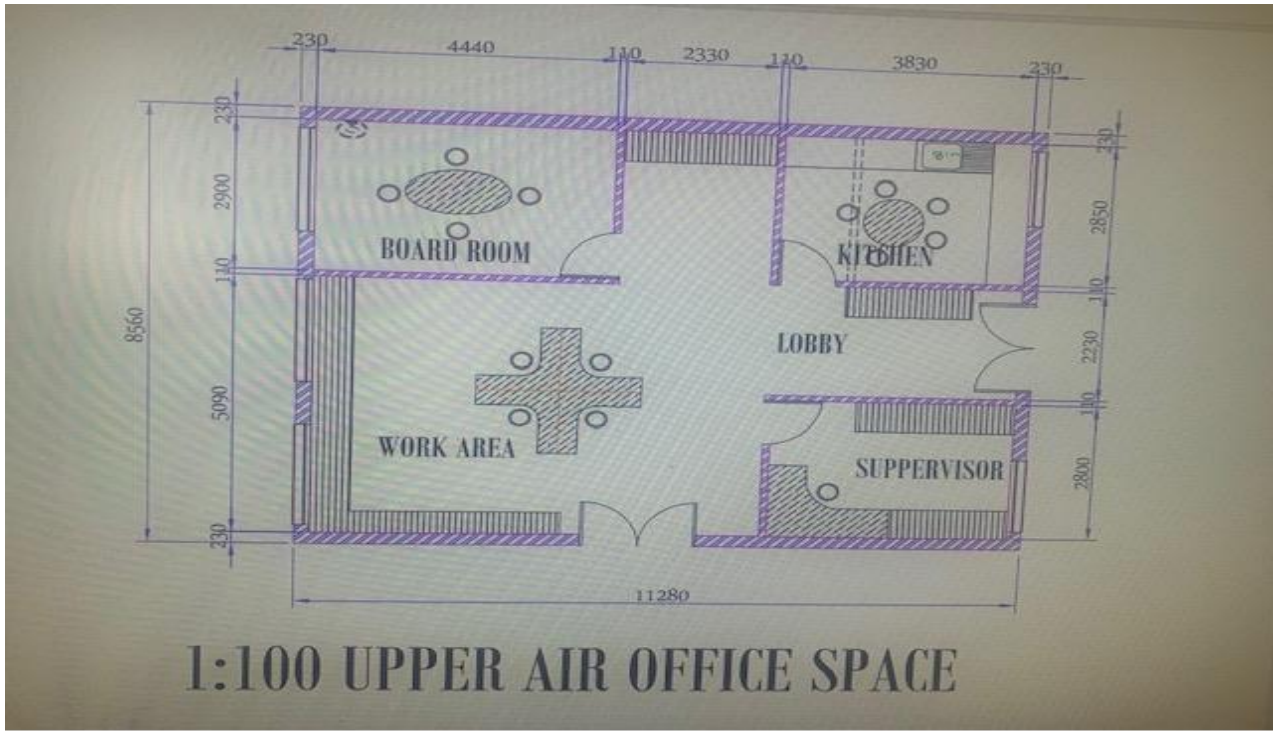 230 4440 110 2330 110 3830 230
230
2900
110
8560
5090
230
230
2850
110
2230
110
2800
BOARD ROOM
KITCHEN
LOBBY
WORK AREA
SUPPERVISOR
11280
1:100 UPPER AIR OFFICE SPACE